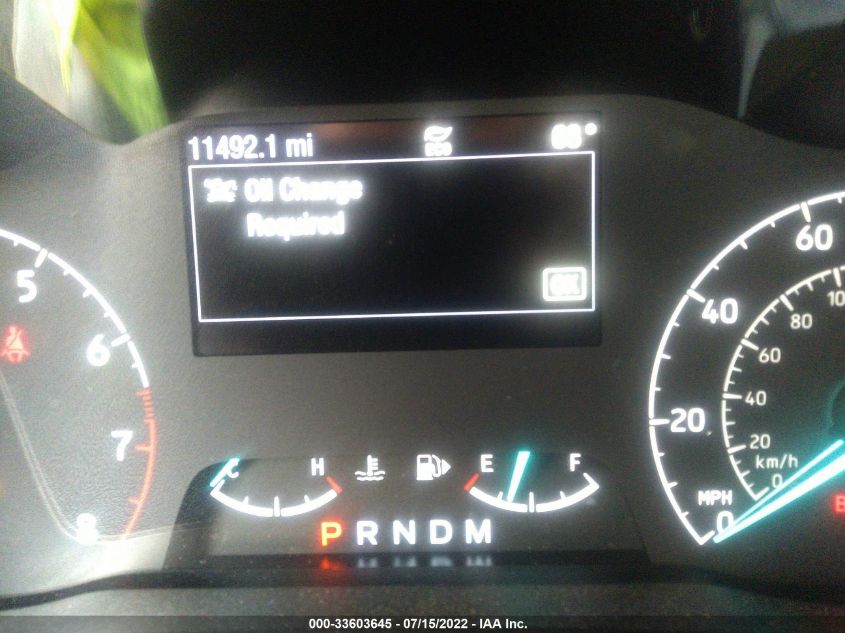 11492.1 mi
ECO
Oil Change
Required
OK
5
6
7
8
C H
E F
P R N D M
60
40
20
0
MPH
100
80
60
40
20
0
km/h
000-33603645 - 07/15/2022 - IAA Inc.